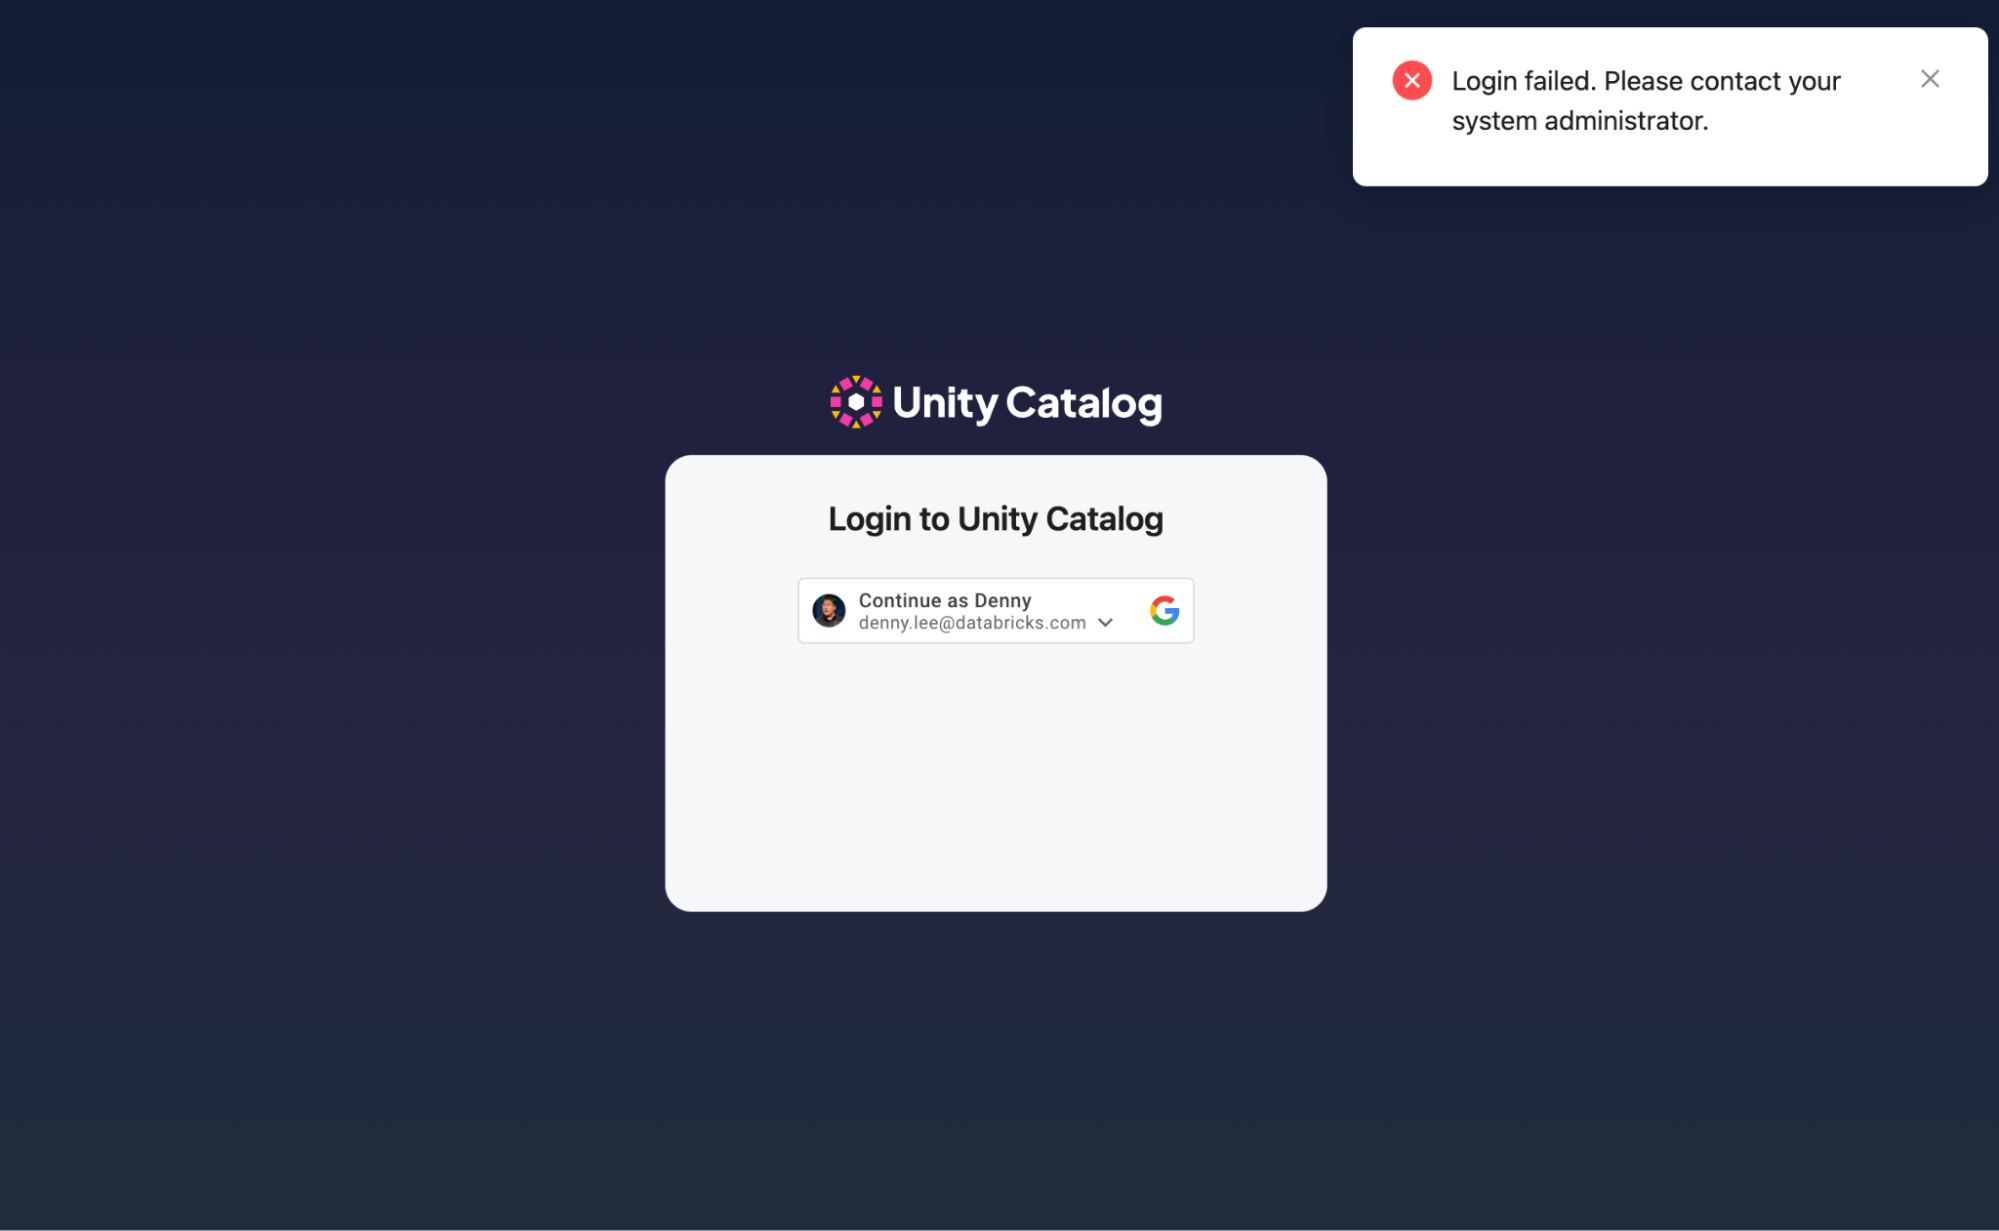 Login failed. Please contact your
system administrator.
Unity Catalog
Login to Unity Catalog
Continue as Denny
denny.lee@databricks.com